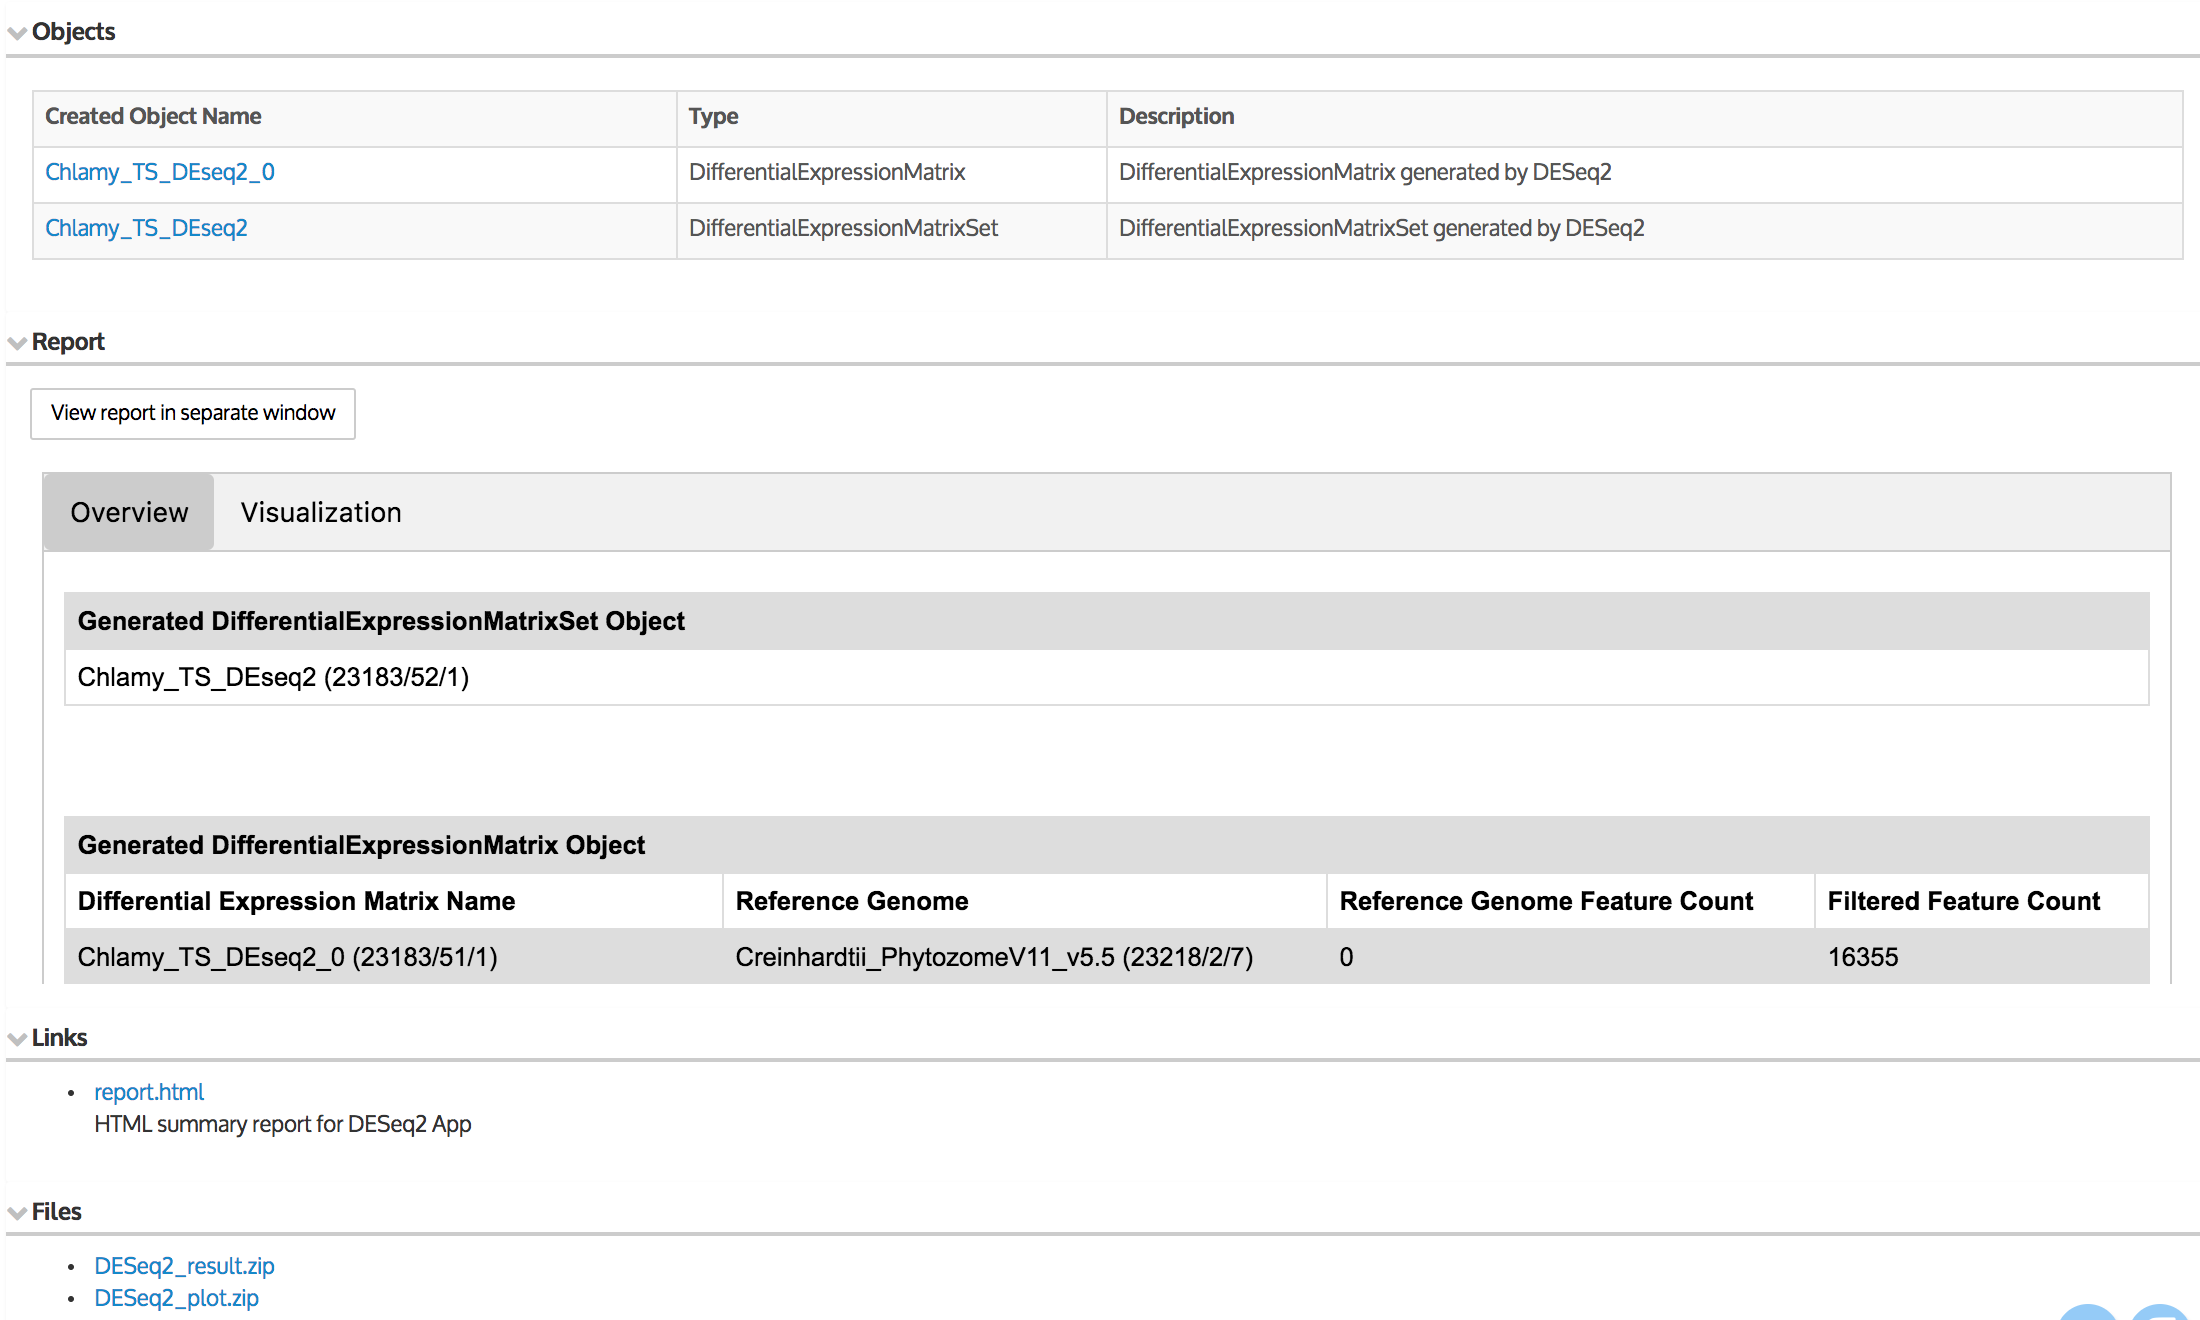 Objects
Created Object Name Type Description
Chlamy_TS_DEseq2_0 DifferentialExpressionMatrix DifferentialExpressionMatrix generated by DESeq2
Chlamy_TS_DEseq2 DifferentialExpressionMatrixSet DifferentialExpressionMatrixSet generated by DESeq2
Report
View report in separate window
Overview Visualization
Generated DifferentialExpressionMatrixSet Object
Chlamy_TS_DEseq2 (23183/52/1)
Generated DifferentialExpressionMatrix Object
Differential Expression Matrix Name Reference Genome Reference Genome Feature Count Filtered Feature Count
Chlamy_TS_DEseq2_0 (23183/51/1) Creinhardtii_PhytozomeV11_v5.5 (23218/2/7) 0 16355
Links
• report.html
HTML summary report for DESeq2 App
Files
• DESeq2_result.zip
• DESeq2_plot.zip